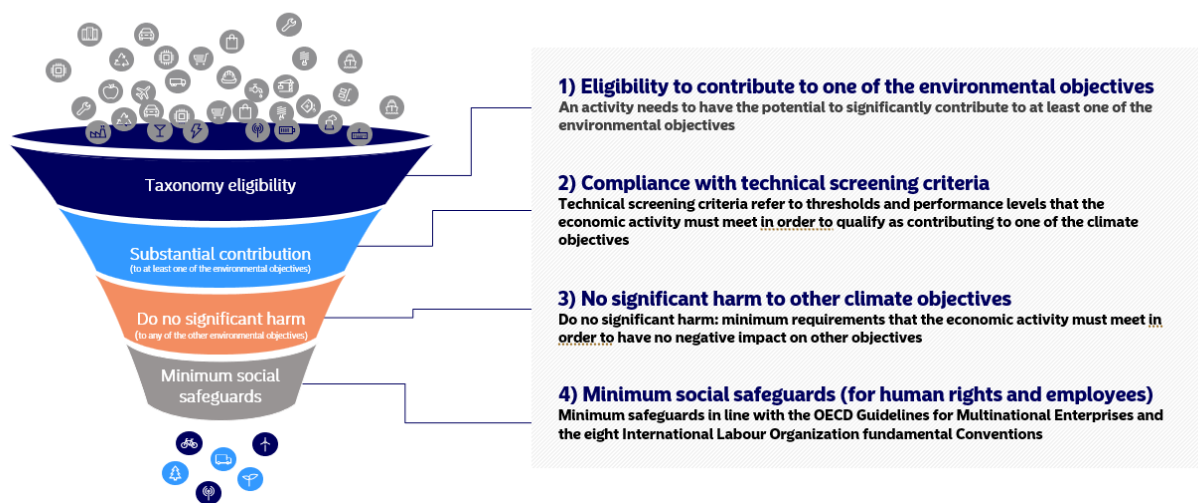 Taxonomy eligibility
Substantial contribution
(to at least one of the environmental objectives)
Do no significant harm
(to any of the other environmental objectives)
Minimum social
safeguards
1) Eligibility to contribute to one of the environmental objectives
An activity needs to have the potential to significantly contribute to at least one of the
environmental objectives
2) Compliance with technical screening criteria
Technical screening criteria refer to thresholds and performance levels that the
economic activity must meet in order to qualify as contributing to one of the climate
objectives
3) No significant harm to other climate objectives
Do no significant harm: minimum requirements that the economic activity must meet in
order to have no negative impact on other objectives
4) Minimum social safeguards (for human rights and employees)
Minimum safeguards in line with the OECD Guidelines for Multinational Enterprises and
the eight International Labour Organization fundamental Conventions